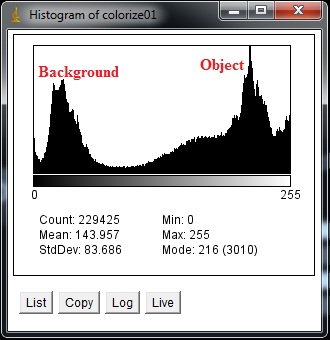 Histogram of colorize01
Background
Object
0 255
Count: 229425 Min: 0
Mean: 143.957 Max: 255
StdDev: 83.686 Mode: 216 (3010)
List Copy Log Live